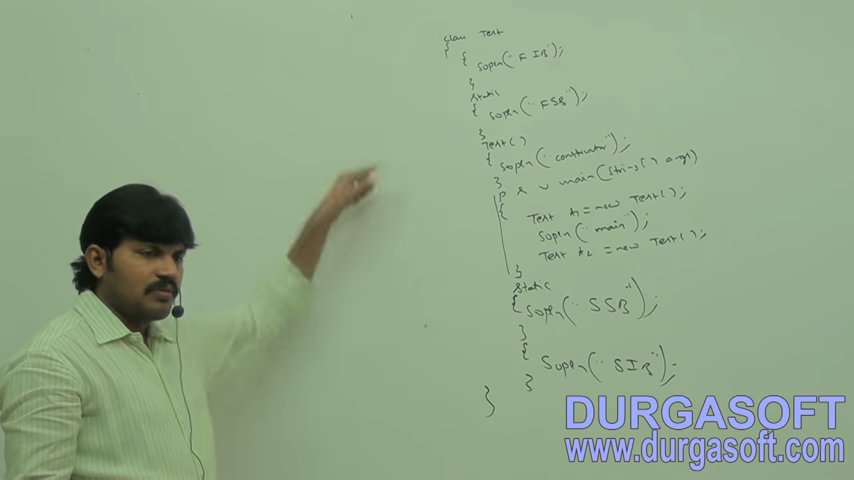 class Test
{ { Sopln("FIB");
}
static
{ Sopln("FSB");
}
Test()
{ Sopln("constructor");
}
p s v main(String[] args)
{
Test t1 = new Test();
Sopln("main");
Test t2 = new Test();
}
static
{ Sopln("SSB");
}
{ Sopln("SIB");
}
}
DURGASOFT
www.durgasoft.com